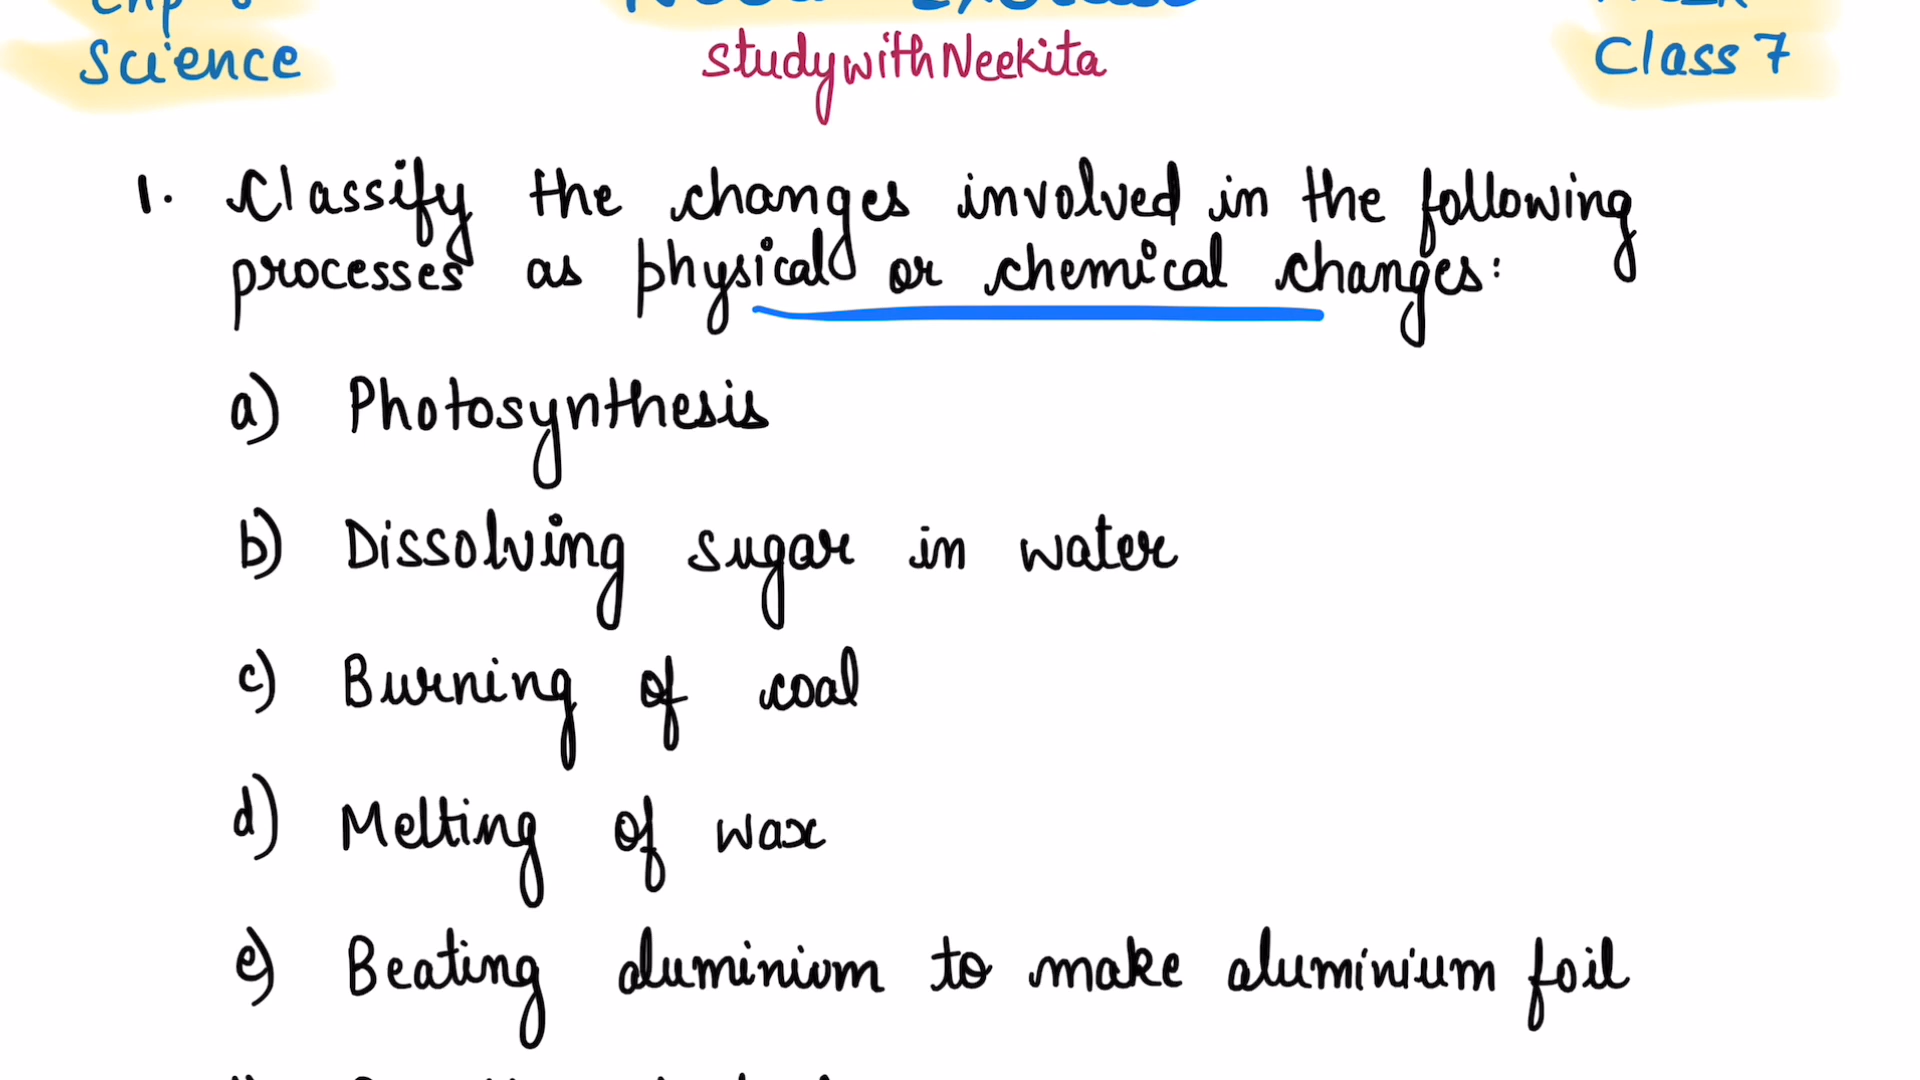 Science
studywithNeekita
Class 7
1. Classify the changes involved in the following
processes as physical or chemical changes:
a) Photosynthesis
b) Dissolving sugar in water
c) Burning of coal
d) Melting of wax
e) Beating aluminium to make aluminium foil